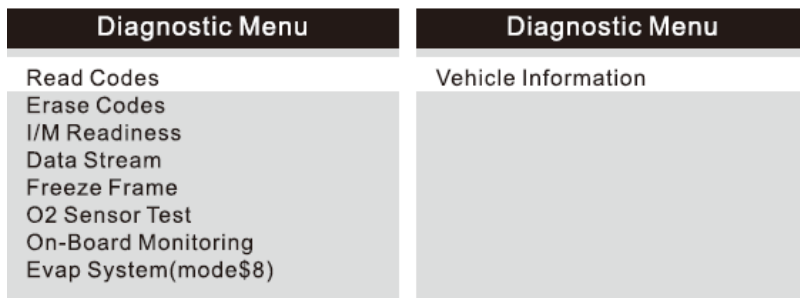 Diagnostic Menu
Read Codes
Erase Codes
I/M Readiness
Data Stream
Freeze Frame
O2 Sensor Test
On-Board Monitoring
Evap System(mode$8)
Diagnostic Menu
Vehicle Information